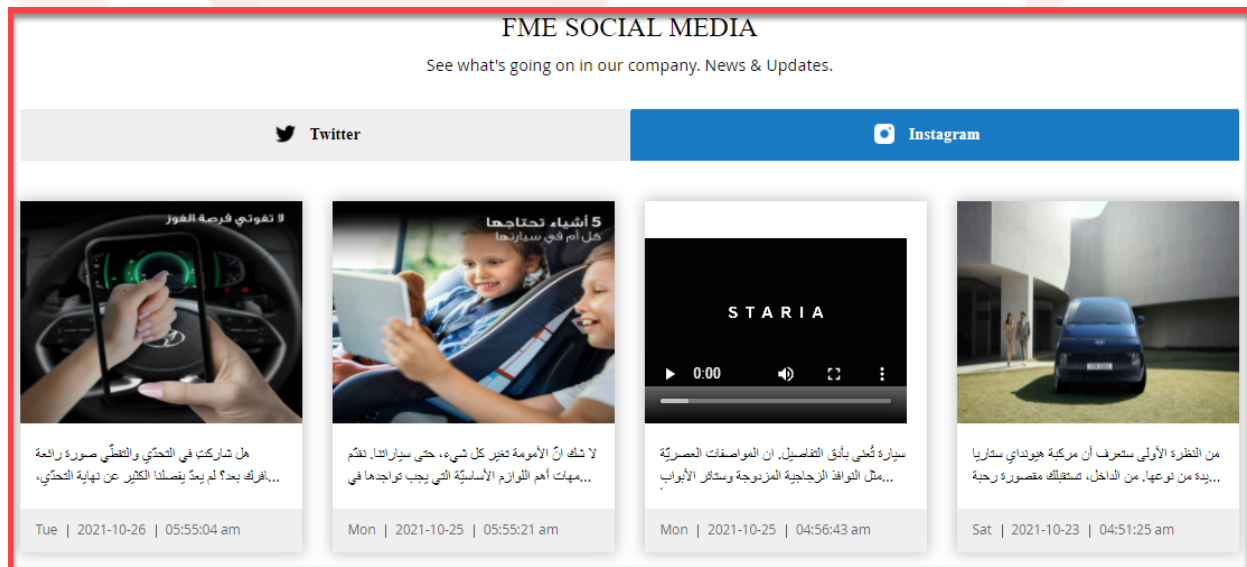 FME SOCIAL MEDIA
See what's going on in our company. News & Updates.
Twitter
Instagram
لا تفوتي فرصة الفوز
5 أشياء تحتاجها
كل أم في سيارتها
STARIA
0:00
هل شاركتِ في التحدّي والتقطّي صورة رائعة
...افرك بعد؟ لم يعدّ يفصلنا الكثير عن نهاية التحدّي،
Tue | 2021-10-26 | 05:55:04 am
لا شك انّ الأمومة تغير كل شيء، حتى سياراتنا. نقدّم
...مهات أهم اللوازم الأساسيّة التي يجب تواجدها في
Mon | 2021-10-25 | 05:55:21 am
سيارة تُعنى بأدق التفاصيل. ان المواصفات العصريّة
...مثل النوافذ الزجاجية المزدوجة وستائر الأبواب
Mon | 2021-10-25 | 04:56:43 am
من النظرة الأولى ستعرف أن مركبة هيونداي ستاريا
...يدة من نوعها. من الداخل، تستقبلك مقصورة رحبة
Sat | 2021-10-23 | 04:51:25 am